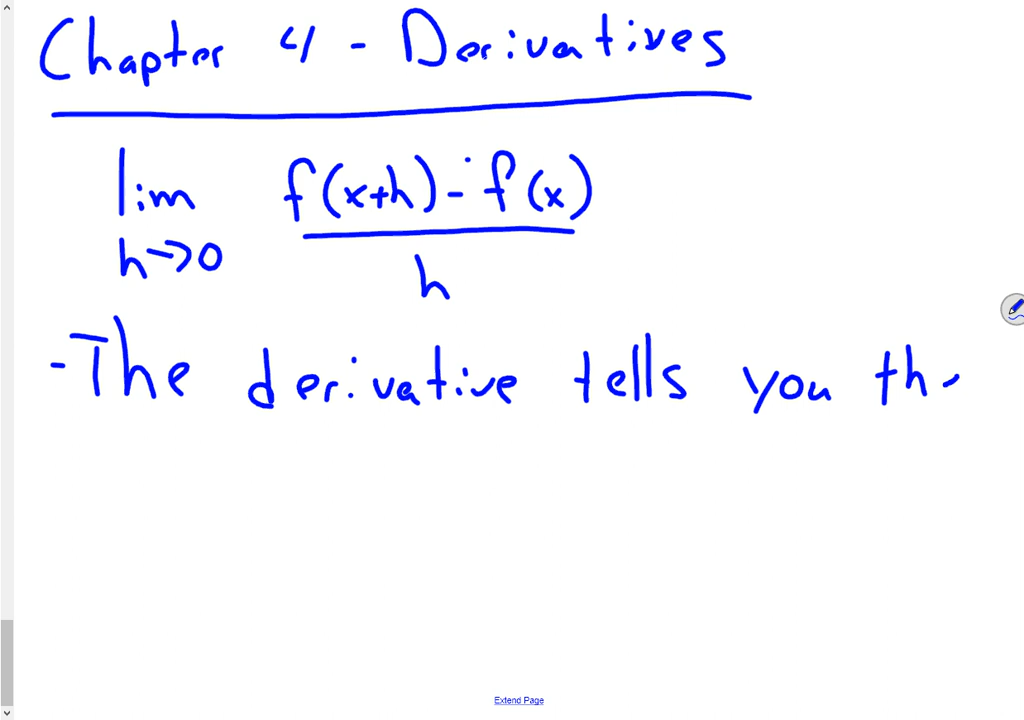 Chapter 4 - Derivatives
lim f(x+h) - f(x)
h→0 h
-The derivative tells you th
Extend Page